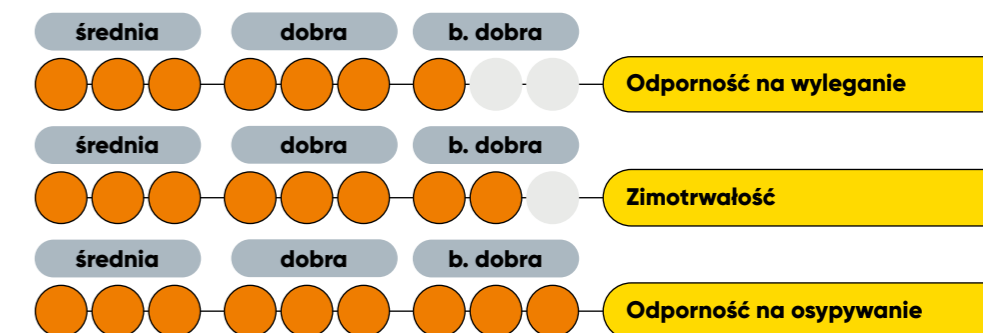 średnia dobra b. dobra
Odporność na wyleganie
średnia dobra b. dobra
Zimotrwałość
średnia dobra b. dobra
Odporność na osypywanie